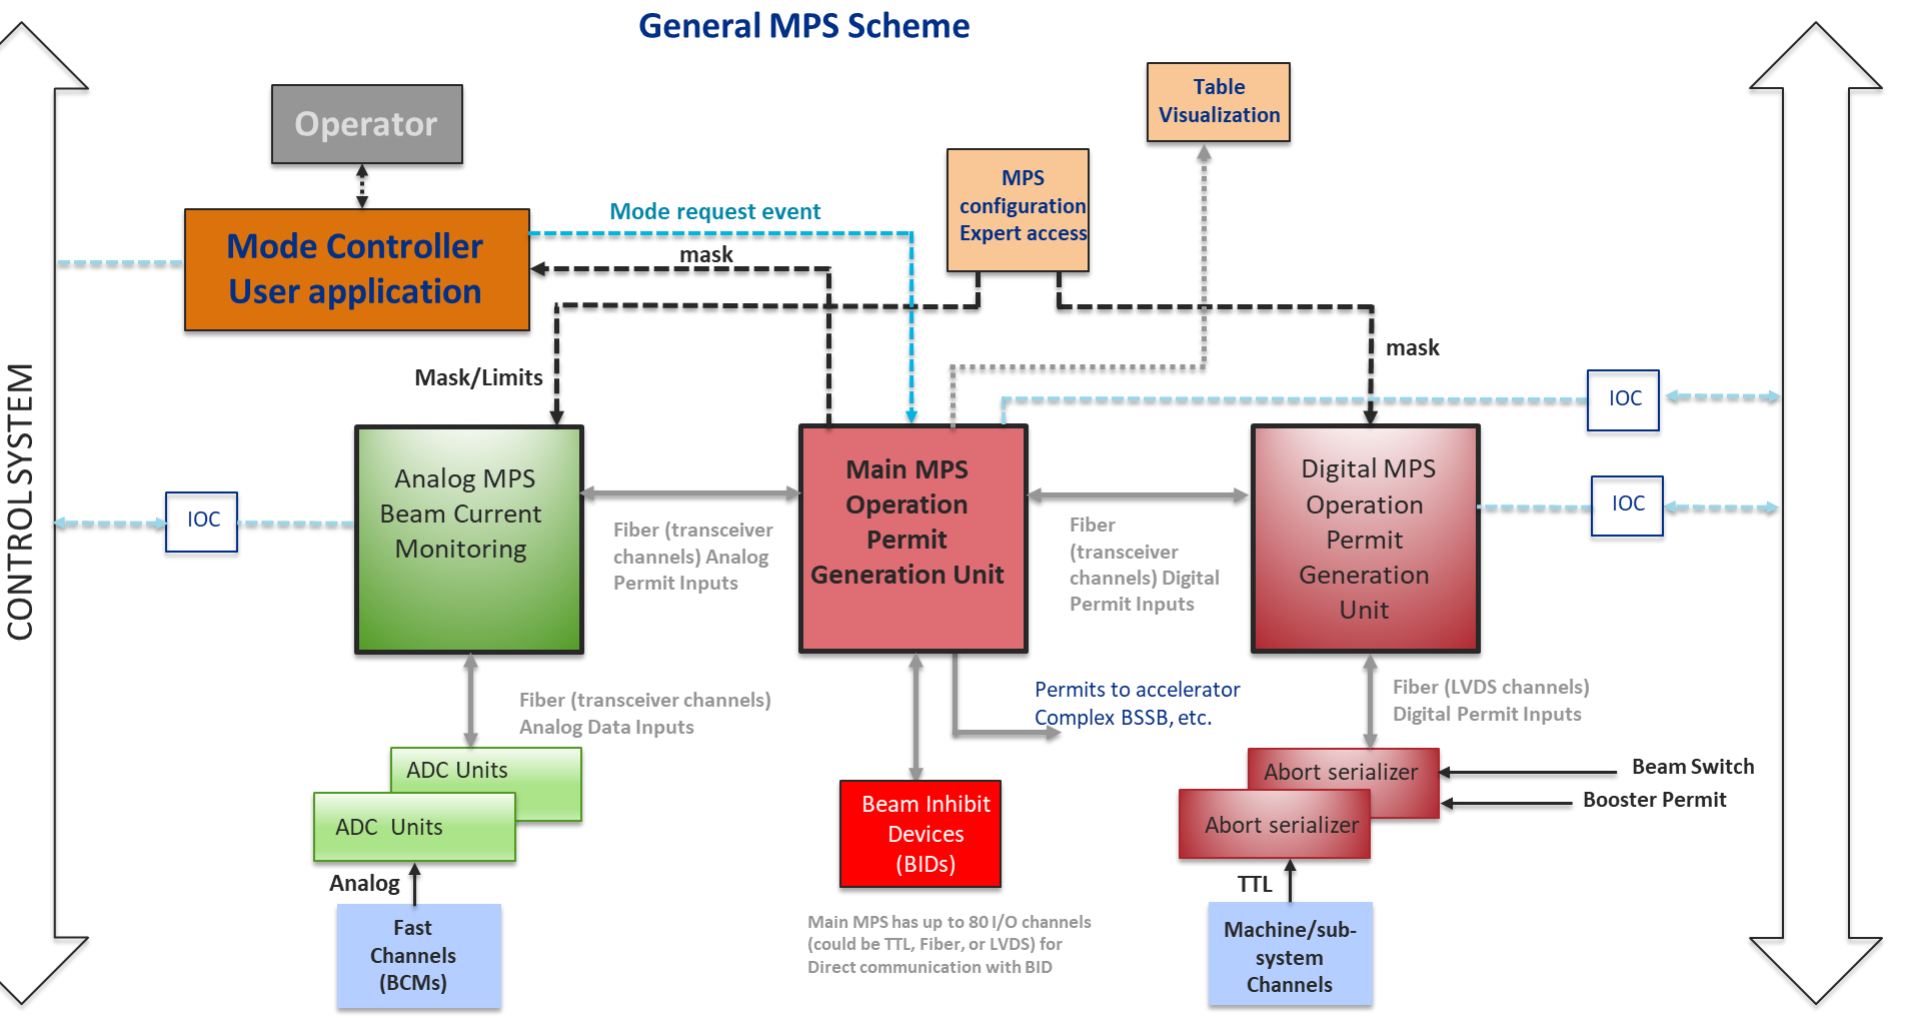 General MPS Scheme
Operator
Table
Visualization
MPS
configuration
Expert access
Mode request event
Mode Controller
User application
mask
mask
Mask/Limits
CONTROL SYSTEM
IOC
IOC
IOC
Analog MPS
Beam Current
Monitoring
Fiber (transceiver
channels) Analog
Permit Inputs
Main MPS
Operation
Permit
Generation Unit
Fiber
(transceiver
channels) Digital
Permit Inputs
Digital MPS
Operation
Permit
Generation
Unit
Fiber (transceiver channels)
Analog Data Inputs
Permits to accelerator
Complex BSSB, etc.
Fiber (LVDS channels)
Digital Permit Inputs
ADC Units
ADC  Units
Beam Inhibit
Devices
(BIDs)
Abort serializer
Abort serializer
Beam Switch
Booster Permit
Analog
TTL
Fast
Channels
(BCMs)
Main MPS has up to 80 I/O channels
(could be TTL, Fiber, or LVDS) for
Direct communication with BID
Machine/sub-
system
Channels